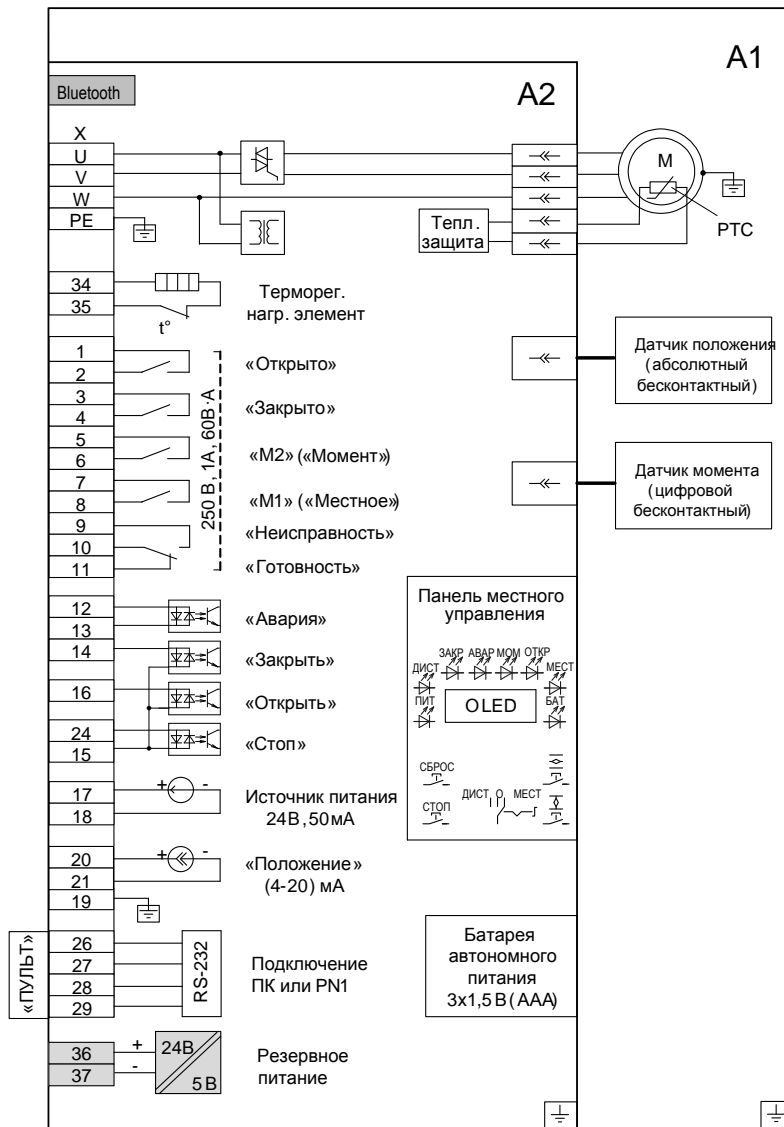 A1
Bluetooth
A2
X
U
V
W
PE
M
PTC
Тепл.
защита
34
35
t°
Терморег.
нагр. элемент
1
2
3
4
5
6
7
8
9
10
11
250 В, 1А, 60В·А
«Открыто»
«Закрыто»
«М2» («Момент»)
«М1» («Местное»)
«Неисправность»
«Готовность»
Датчик положения
(абсолютный
бесконтактный)
Датчик момента
(цифровой
бесконтактный)
12
13
14
16
24
15
«Авария»
«Закрыть»
«Открыть»
«Стоп»
Панель местного
управления
ЗАКР АВАР МОМ ОТКР
ДИСТ МЕСТ
ПИТ OLED БАТ
СБРОС
СТОП
ДИСТ О МЕСТ
17
18
+ -
Источник питания
24В,50мА
20
21
19
+ -
«Положение»
(4-20) мА
«ПУЛЬТ»
26
27
28
29
RS-232
Подключение
ПК или PN1
Батарея
автономного
питания
3х1,5В(ААА)
36
37
+
-
24В
5В
Резервное
питание